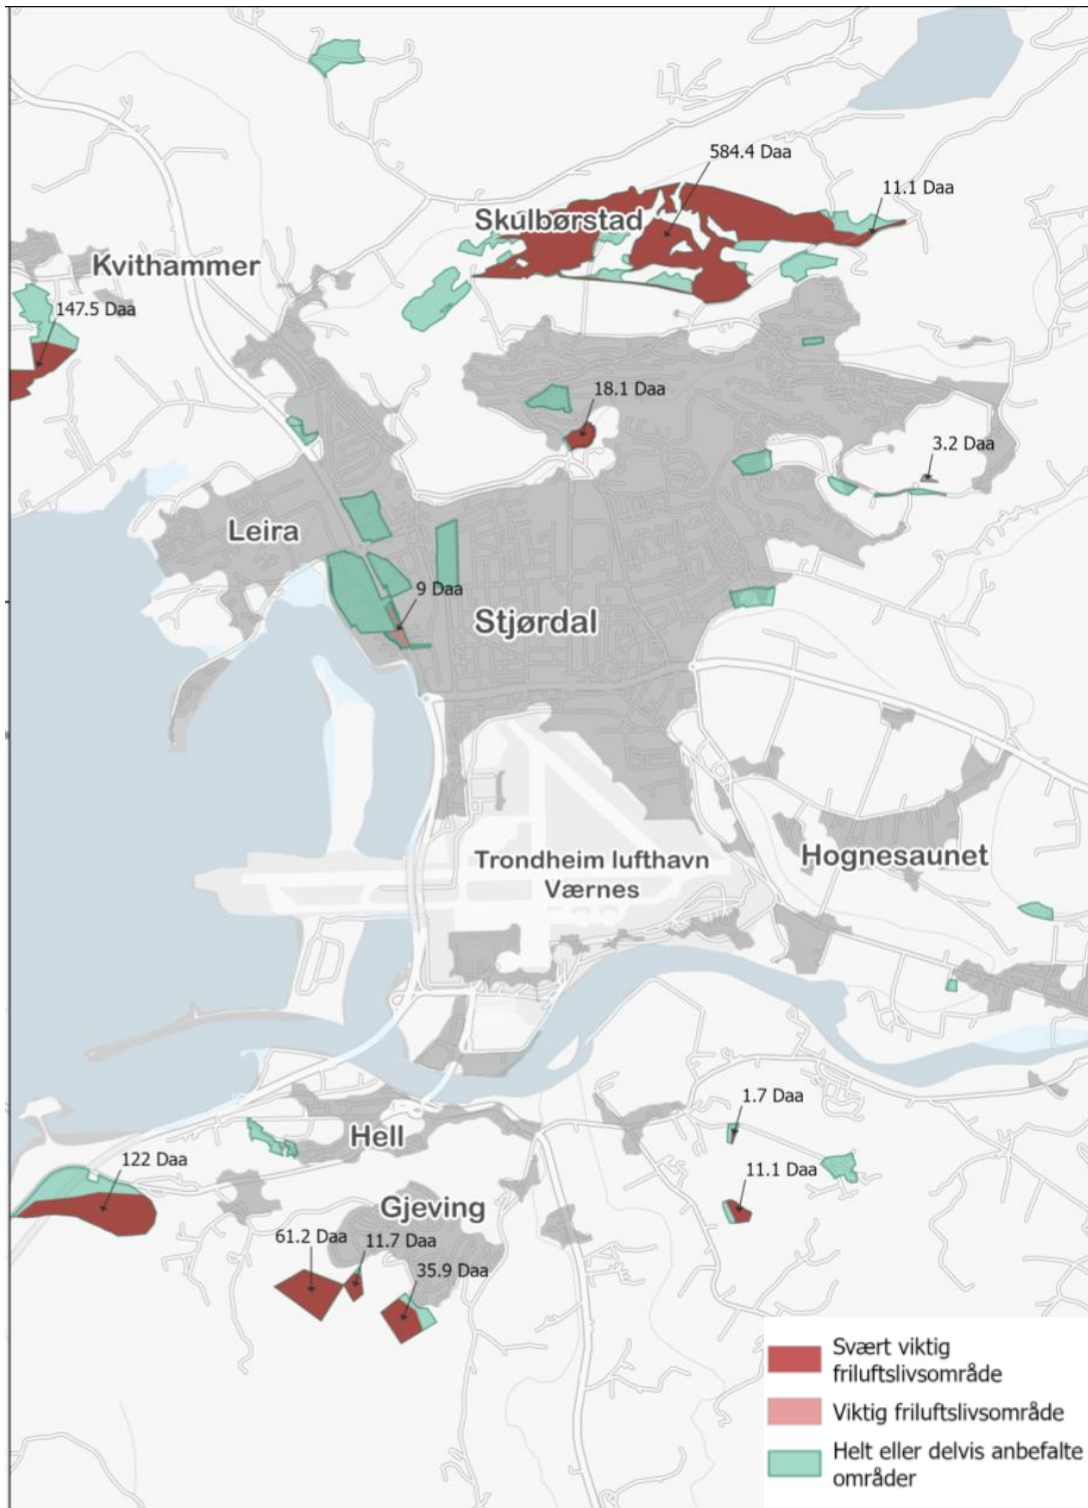 584.4 Daa
11.1 Daa
Skulbørstad
Kvithammer
147.5 Daa
18.1 Daa
3.2 Daa
Leira
9 Daa
Stjørdal
Trondheim lufthavn
Værnes
Hognesaunet
1.7 Daa
Hell
122 Daa
11.1 Daa
Gjeving
61.2 Daa
11.7 Daa
35.9 Daa
Svært viktig
friluftslivsområde
Viktig friluftslivsområde
Helt eller delvis anbefalte
områder